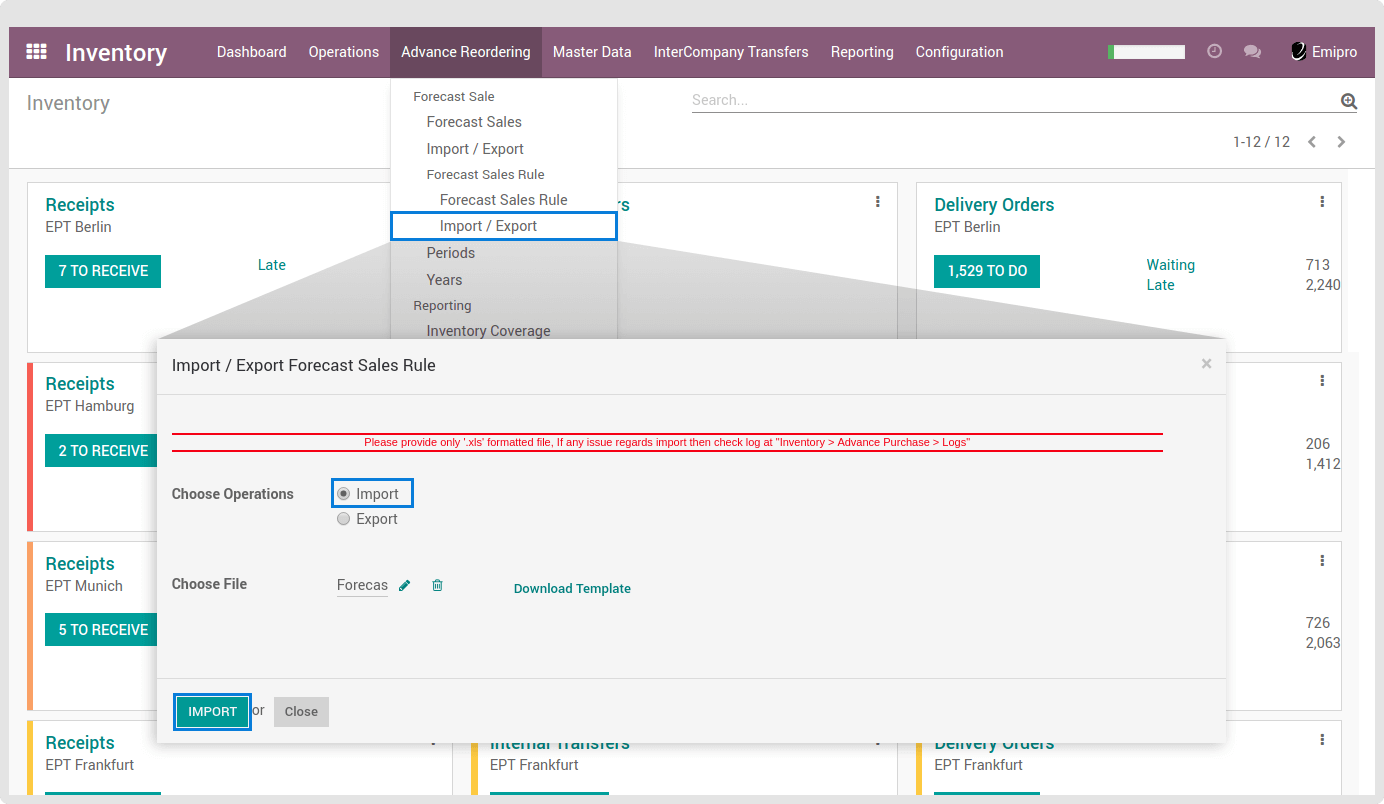 Inventory
Dashboard
Operations
Advance Reordering
Master Data
InterCompany Transfers
Reporting
Configuration
Emipro
Inventory
Search...
1-12 / 12
Forecast Sale
Forecast Sales
Import / Export
Forecast Sales Rule
Forecast Sales Rule
Import / Export
Periods
Years
Reporting
Inventory Coverage
Receipts
EPT Berlin
7 TO RECEIVE
Late
Delivery Orders
EPT Berlin
1,529 TO DO
Waiting
713
Late
2,240
Receipts
EPT Hamburg
2 TO RECEIVE
206
1,412
Receipts
EPT Munich
5 TO RECEIVE
726
2,063
Import / Export Forecast Sales Rule
×
Please provide only '.xls' formatted file, If any issue regards import then check log at "Inventory > Advance Purchase > Logs"
Choose Operations
Import
Export
Choose File
Forecas
Download Template
IMPORT
or
Close
Receipts
EPT Frankfurt
Internal Transfers
EPT Frankfurt
Delivery Orders
EPT Frankfurt